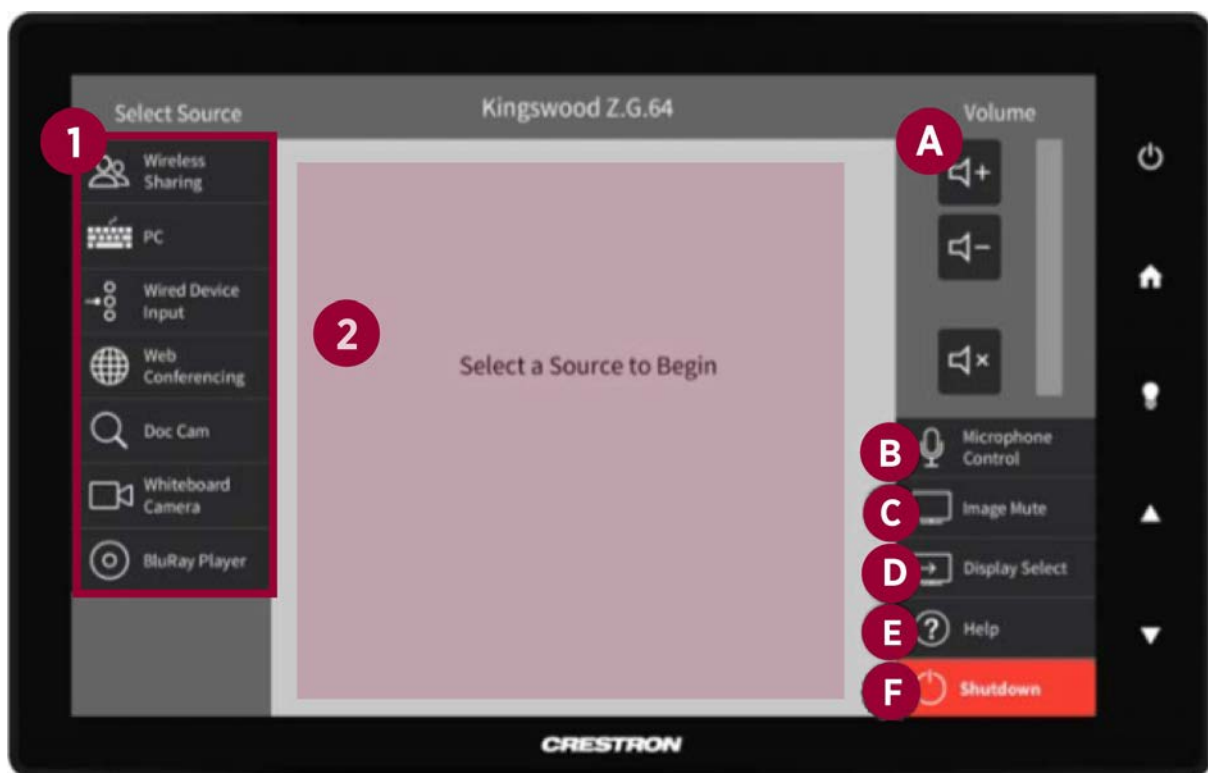 Select Source
Kingswood Z.G.64
Volume
1
Wireless
Sharing
PC
Wired Device
Input
Web
Conferencing
Doc Cam
Whiteboard
Camera
BluRay Player
2
Select a Source to Begin
A
B
Microphone
Control
C
Image Mute
D
Display Select
E
Help
F
Shutdown
CRESTRON